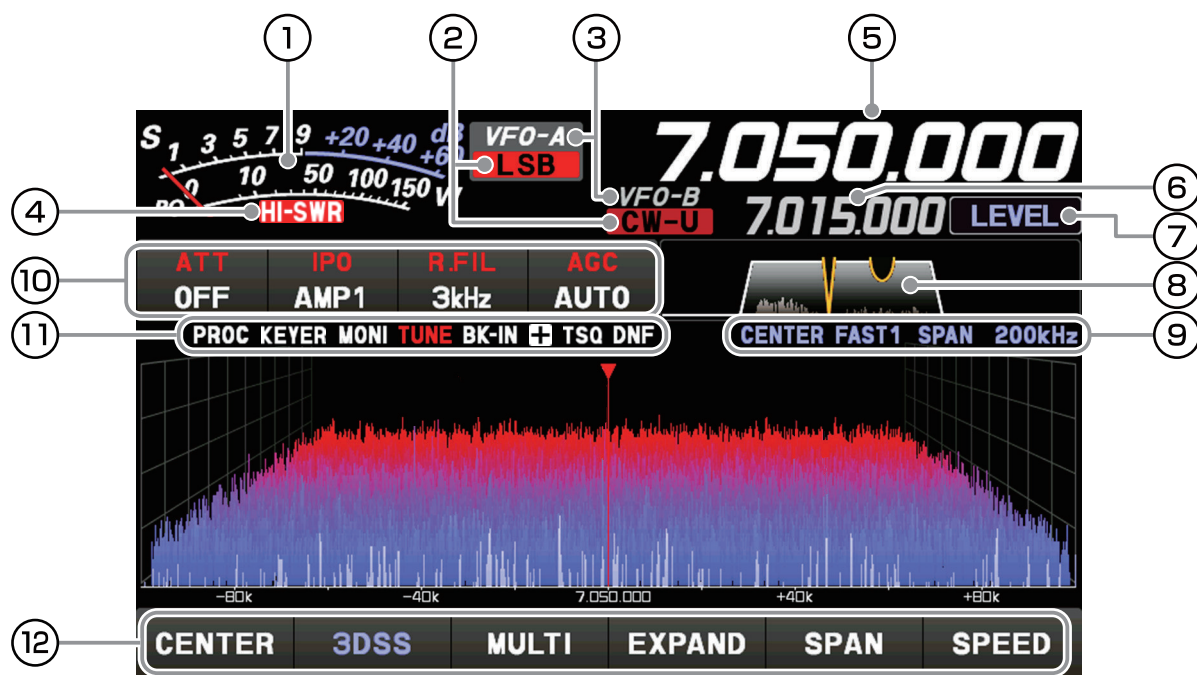 1 2 3 5
S 1 3 5 7 9 +20 +40 +60 dB
VFO-A
LSB
7.050.000
PO 0 10 50 100 150 W
4 HI-SWR
VFO-B
CW-U
7.015.000
LEVEL
6
7
10
ATT IPO R.FIL AGC
OFF AMP1 3kHz AUTO
8
11
PROC KEYER MONI TUNE BK-IN + TSQ DNF
CENTER FAST1 SPAN 200kHz
9
-80k -40k 7.050.000 +40k +80k
12
CENTER 3DSS MULTI EXPAND SPAN SPEED